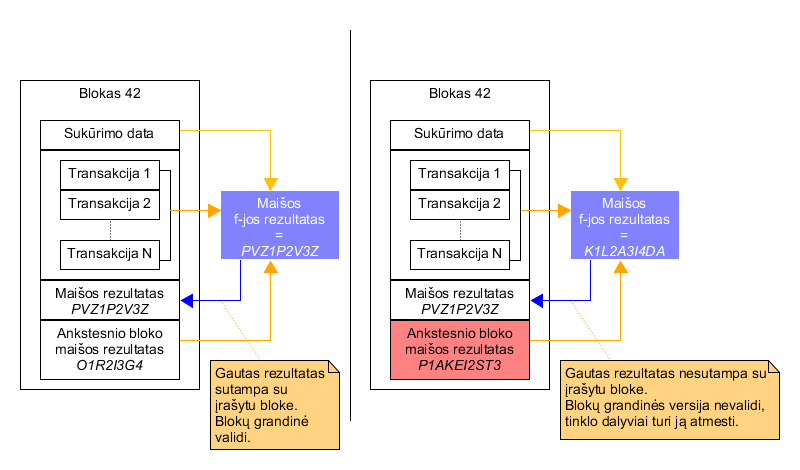 Blokas 42
Sukūrimo data
Transakcija 1
Transakcija 2
Transakcija N
Maišos
f-jos rezultatas
=
PVZ1P2V3Z
Maišos rezultatas
PVZ1P2V3Z
Ankstesnio bloko
maišos rezultatas
O1R2I3G4
Gautas rezultatas
sutampa su
įrašytu bloke.
Blokų grandinė
validi.
Blokas 42
Sukūrimo data
Transakcija 1
Transakcija 2
Transakcija N
Maišos
f-jos rezultatas
=
K1L2A3I4DA
Maišos rezultatas
PVZ1P2V3Z
Ankstesnio bloko
maišos rezultatas
P1AKEI2ST3
Gautas rezultatas nesutampa su
įrašytu bloke.
Blokų grandinės versija nevalidi,
tinklo dalyviai turi ją atmesti.